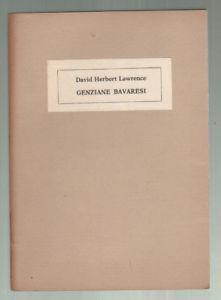 David Herbert Lawrence
GENZIANE BAVARESI